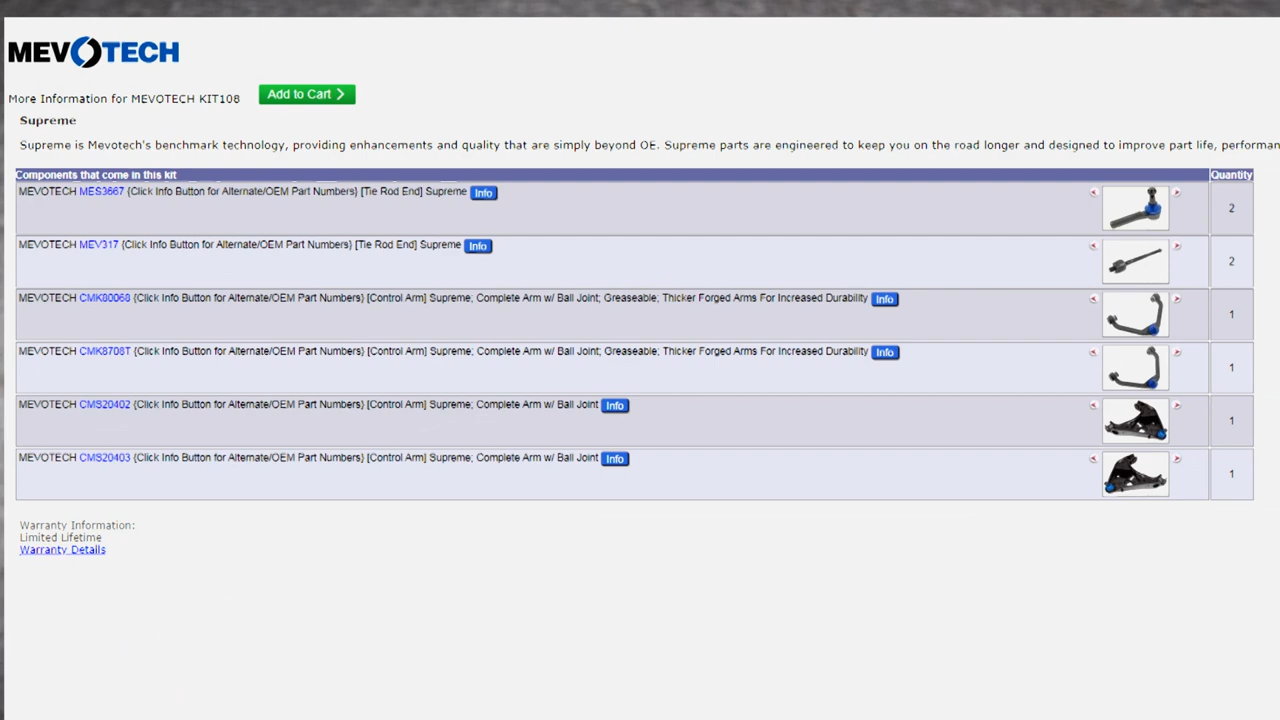 MEVOTECH
More Information for MEVOTECH KIT108
Add to Cart
Supreme
Supreme is Mevotech's benchmark technology, providing enhancements and quality that are simply beyond OE. Supreme parts are engineered to keep you on the road longer and designed to improve part life, performan
Components that come in this kit Quantity
MEVOTECH MES3667 {Click Info Button for Alternate/OEM Part Numbers} [Tie Rod End] Supreme Info 2
MEVOTECH MEV317 {Click Info Button for Alternate/OEM Part Numbers} [Tie Rod End] Supreme Info 2
MEVOTECH CMK80068 {Click Info Button for Alternate/OEM Part Numbers} [Control Arm] Supreme; Complete Arm w/ Ball Joint; Greaseable; Thicker Forged Arms For Increased Durability Info 1
MEVOTECH CMK8708T {Click Info Button for Alternate/OEM Part Numbers} [Control Arm] Supreme; Complete Arm w/ Ball Joint; Greaseable; Thicker Forged Arms For Increased Durability Info 1
MEVOTECH CMS20402 {Click Info Button for Alternate/OEM Part Numbers} [Control Arm] Supreme; Complete Arm w/ Ball Joint Info 1
MEVOTECH CMS20403 {Click Info Button for Alternate/OEM Part Numbers} [Control Arm] Supreme; Complete Arm w/ Ball Joint Info 1
Warranty Information:
Limited Lifetime
Warranty Details